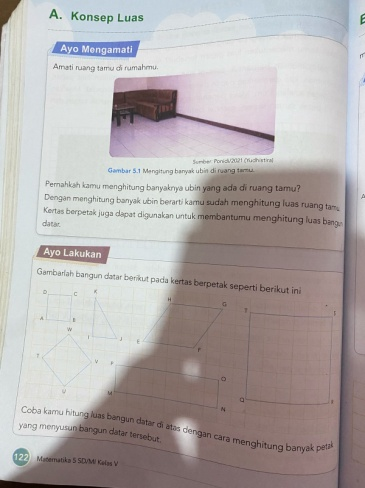 A. Konsep Luas
Ayo Mengamati
Amati ruang tamu di rumahmu.
Sumber: Ponidi/2021 (Yudhistira)
Gambar 5.1 Mengitung banyak ubin di ruang tamu.
Pernahkah kamu menghitung banyaknya ubin yang ada di ruang tamu?
Dengan menghitung banyak ubin berarti kamu sudah menghitung luas ruang tamu.
Kertas berpetak juga dapat digunakan untuk membantumu menghitung luas bangun
datar.
Ayo Lakukan
Gambarlah bangun datar berikut pada kertas berpetak seperti berikut ini
D C K H G T
A B I J E F
W
T V P O
U M N Q
Coba kamu hitung luas bangun datar di atas dengan cara menghitung banyak petak
yang menyusun bangun datar tersebut.
122 Matematika 5 SD/MI Kelas V